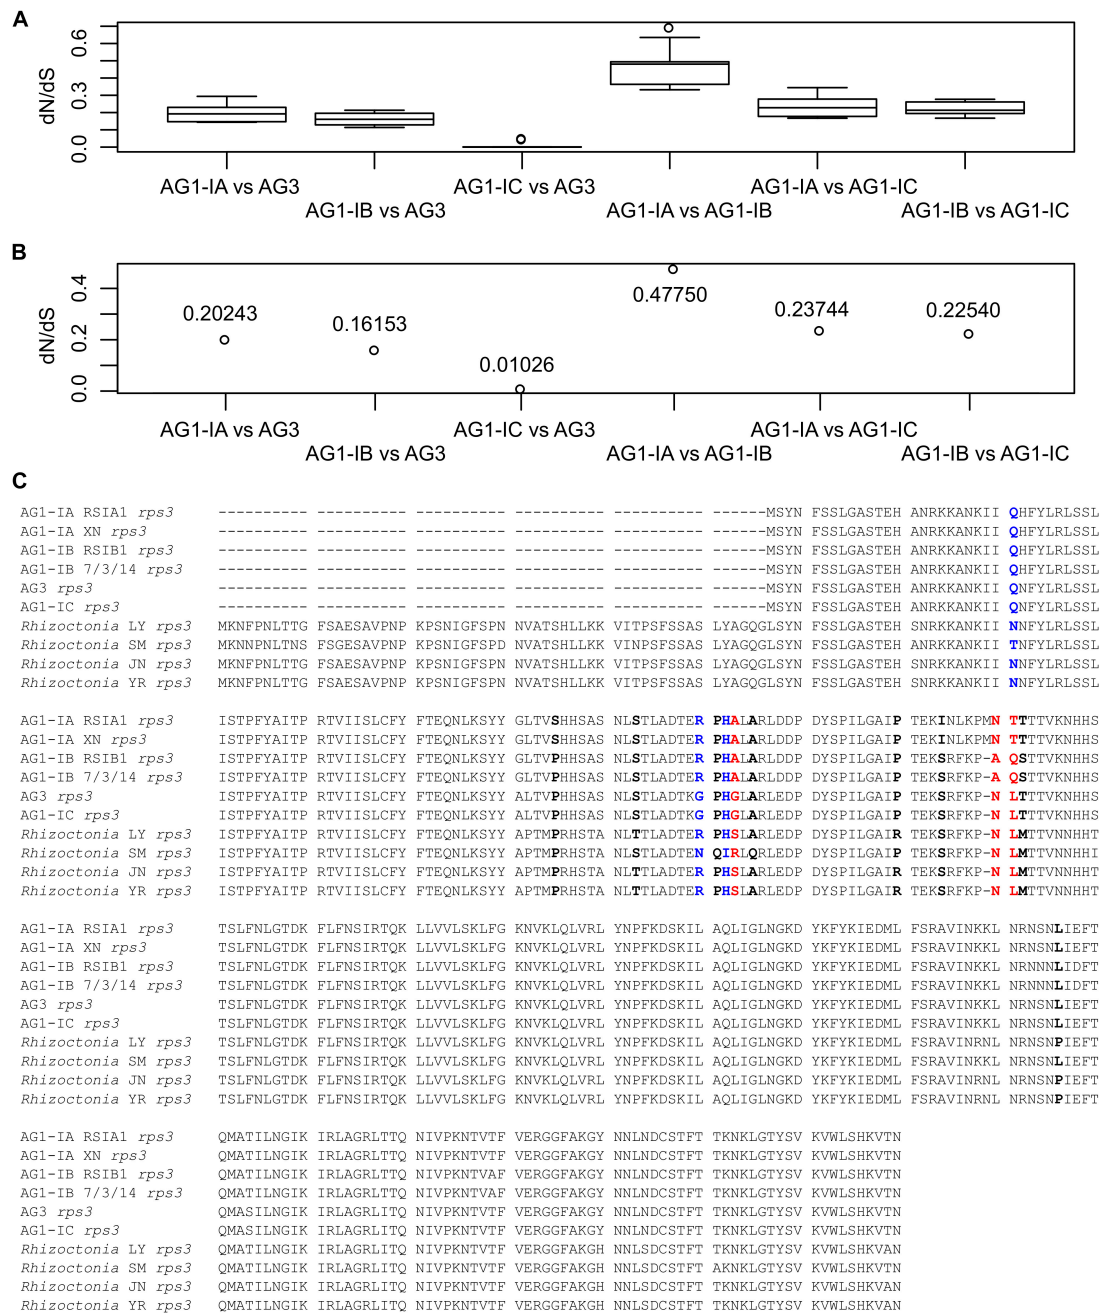 A
dN/dS
0.0 0.3 0.6
AG1-IA vs AG3 AG1-IC vs AG3 AG1-IA vs AG1-IC
AG1-IB vs AG3 AG1-IA vs AG1-IB AG1-IB vs AG1-IC
B
dN/dS
0.0 0.2 0.4
0.20243 0.16153 0.01026 0.47750 0.23744 0.22540
AG1-IA vs AG3 AG1-IC vs AG3 AG1-IA vs AG1-IC
AG1-IB vs AG3 AG1-IA vs AG1-IB AG1-IB vs AG1-IC
C
AG1-IA RSIA1 rps3 ---------- ---------- ---------- ---------- ---------- ------MSYN FSSLGASTEH ANRKKANKII QHFYLRLSSL
AG1-IA XN rps3 ---------- ---------- ---------- ---------- ---------- ------MSYN FSSLGASTEH ANRKKANKII QHFYLRLSSL
AG1-IB RSIB1 rps3 ---------- ---------- ---------- ---------- ---------- ------MSYN FSSLGASTEH SNRKKANKII QHFYLRLSSL
AG1-IB 7/3/14 rps3 ---------- ---------- ---------- ---------- ---------- ------MSYN FSSLGASTEH SNRKKANKII QHFYLRLSSL
AG3 rps3 ---------- ---------- ---------- ---------- ---------- ------MSYN FSSLGASTEH ANRKKANKII QHFYLRLSSL
AG1-IC rps3 ---------- ---------- ---------- ---------- ---------- ------MSYN FSSLGASTEH ANRKKANKII QHFYLRLSSL
Rhizoctonia LY rps3 MKNFPNLTTG FSAESAVPNP KPSNIGFSPN NVATSHLLKK VITPSFSSAS LYAGQGLSYN FSSLGASTEH SNRKKANKII NNFYLRLSSL
Rhizoctonia SM rps3 MKNNPNLTNS FSGESAVPNP KPSNIGFSPD NVATSHLLKK VINPSFSSAS LYAGQGLSYN FSSLGASTEH SNRKKANKII TNFYLRLSSL
Rhizoctonia JN rps3 MKNFPNLTTG FSAESAVPNP KPSNIGFSPN NVATSHLLKK VITPSFSSAS LYAGQGLSYN FSSLGASTEH SNRKKANKII NNFYLRLSSL
Rhizoctonia YR rps3 MKNFPNLTTG FSAESAVPNP KPSNIGFSPN NVATSHLLKK VITPSFSSAS LYAGQGLSYN FSSLGASTEH SNRKKANKII NNFYLRLSSL
AG1-IA RSIA1 rps3 ISTPFYAITP RTVIISLCFY FTEQNLKSYY GLTVSHHSAS NLSTLADTER PHALARLDDP DYSPILGAIP TEKINLKPMN TTTVKNHHS
AG1-IA XN rps3 ISTPFYAITP RTVIISLCFY FTEQNLKSYY GLTVSHHSAS NLSTLADTER PHALARLDDP DYSPILGAIP TEKINLKPMN TTTVKNHHS
AG1-IB RSIB1 rps3 ISTPFYAITP RTVIISLCFY FTEQNLKSYY GLTVPHHSAS NLSTLADTER PHALARLDDP DYSPILGAIP TEKSRFKP-A QSTVKNHHS
AG1-IB 7/3/14 rps3 ISTPFYAITP RTVIISLCFY FTEQNLKSYY GLTVPHHSAS NLSTLADTER PHALARLDDP DYSPILGAIP TEKSRFKP-A QSTVKNHHS
AG3 rps3 ISTPFYAITP RTVIISLCFY FTEQNLKSYY ALTVPHHSAS NLSTLADTKG PHGLARLEDP DYSPILGAIP TEKSRFKP-N LTTVKNHHS
AG1-IC rps3 ISTPFYAITP RTVIISLCFY FTEQNLKSYY ALTVPHHSAS NLSTLADTKG PHGLARLEDP DYSPILGAIP TEKSRFKP-N LTTVKNHHS
Rhizoctonia LY rps3 ISTPFYAITP RTVIISLCFY FTEQNLKSYY APTMPRHSTA NLTTLADTER PHSLARLEDP DYSPILGAIR TEKSRFKP-N LMTTVNNHHT
Rhizoctonia SM rps3 ISTPFYAITP RTVIISLCFY FTEQNLKSYY APTMPRHSTA NLSTLADTEN QIRLQRLEDP DYSPILGAIP TEKSRFKP-N LMTTVNNHHI
Rhizoctonia JN rps3 ISTPFYAITP RTVIISLCFY FTEQNLKSYY APTMPRHSTA NLTTLADTER PHSLARLEDP DYSPILGAIR TEKSRFKP-N LMTTVNNHHT
Rhizoctonia YR rps3 ISTPFYAITP RTVIISLCFY FTEQNLKSYY APTMPRHSTA NLTTLADTER PHSLARLEDP DYSPILGAIR TEKSRFKP-N LMTTVNNHHT
AG1-IA RSIA1 rps3 TSLFNLGTDK FLFNSIRTQK LLVVLSKLFG KNVKLQLVRL YNPFKDSKIL AQLIGLNGKD YKFYKIEDML FSRAVINKKL NRNSNLIEFT
AG1-IA XN rps3 TSLFNLGTDK FLFNSIRTQK LLVVLSKLFG KNVKLQLVRL YNPFKDSKIL AQLIGLNGKD YKFYKIEDML FSRAVINKKL NRNSNLIEFT
AG1-IB RSIB1 rps3 TSLFNLGTDK FLFNSIRTQK LLVVLSKLFG KNVKLQLVRL YNPFKDSKIL AQLIGLNGKD YKFYKIEDML FSRAVINKKL NRNNNLIDFT
AG1-IB 7/3/14 rps3 TSLFNLGTDK FLFNSIRTQK LLVVLSKLFG KNVKLQLVRL YNPFKDSKIL AQLIGLNGKD YKFYKIEDML FSRAVINKKL NRNNNLIDFT
AG3 rps3 TSLFNLGTDK FLFNSIRTQK LLVVLSKLFG KNVKLQLVRL YNPFKDSKIL AQLIGLNGKD YKFYKIEDML FSRAVINKKL NRNSNLIEFT
AG1-IC rps3 TSLFNLGTDK FLFNSIRTQK LLVVLSKLFG KNVKLQLVRL YNPFKDSKIL AQLIGLNGKD YKFYKIEDML FSRAVINKKL NRNSNLIEFT
Rhizoctonia LY rps3 TSLFNLGTDK FLFNSIRTQK LLVVLSKLFG KNVKLQLVRL YNPFKDSKIL AQLIGLNGKD YKFYKIEDML FSRAVINRNL NRNSNPIEFT
Rhizoctonia SM rps3 TSLFNLGTDK FLFNSIRTQK LLVVLSKLFG KNVKLQLVRL YNPFKDSKIL AQLIGLNGKD YKFYKIEDML FSRAVINKKL NRNSNLIEFT
Rhizoctonia JN rps3 TSLFNLGTDK FLFNSIRTQK LLVVLSKLFG KNVKLQLVRL YNPFKDSKIL AQLIGLNGKD YKFYKIEDML FSRAVINRNL NRNSNPIEFT
Rhizoctonia YR rps3 TSLFNLGTDK FLFNSIRTQK LLVVLSKLFG KNVKLQLVRL YNPFKDSKIL AQLIGLNGKD YKFYKIEDML FSRAVINRNL NRNSNPIEFT
AG1-IA RSIA1 rps3 QMATILNGIK IRLAGRLTTQ NIVPKNTVTF VERGGFAKGY NNLNDCSTFT TKNKLGTYSV KVWLSHKVTN
AG1-IA XN rps3 QMATILNGIK IRLAGRLTTQ NIVPKNTVTF VERGGFAKGY NNLNDCSTFT TKNKLGTYSV KVWLSHKVTN
AG1-IB RSIB1 rps3 QMATILNGIK IRLAGRLITQ NIVPKNTVAF VERGGFAKGY NNLNDCSTFT TKNKLGTYSV KVWLSHKVTN
AG1-IB 7/3/14 rps3 QMATILNGIK IRLAGRLITQ NIVPKNTVAF VERGGFAKGY NNLNDCSTFT TKNKLGTYSV KVWLSHKVTN
AG3 rps3 QMASILNGIK IRLAGRLITQ NIVPRNTVTF VERGGFAKGY NNLNDCSTFT TKNKLGTYSV KVWLSHKVTN
AG1-IC rps3 QMASILNGIK IRLAGRLITQ NIVPRNTVTF VERGGFAKGY NNLNDCSTFT TKNKLGTYSV KVWLSHKVTN
Rhizoctonia LY rps3 QMATILNGIK IRLAGRLITQ NIVPRNTVTF VERGGFAKGH NNLSDCSTFT TKNKLGTYSV KVWLSHKVAN
Rhizoctonia SM rps3 QMATILNGIK IRLAGRLITQ NIVPRNTVTF VERGGFAKGH NNLSDCSTFT AKNKLGTYSV KVWLSHKVTN
Rhizoctonia JN rps3 QMATILNGIK IRLAGRLITQ NIVPRNTVTF VERGGFAKGH NNLSDCSTFT TKNKLGTYSV KVWLSHKVAN
Rhizoctonia YR rps3 QMATILNGIK IRLAGRLITQ NIVPRNTVTF VERGGFAKGH NNLSDCSTFT TKNKLGTYSV KVWLSHKVAN